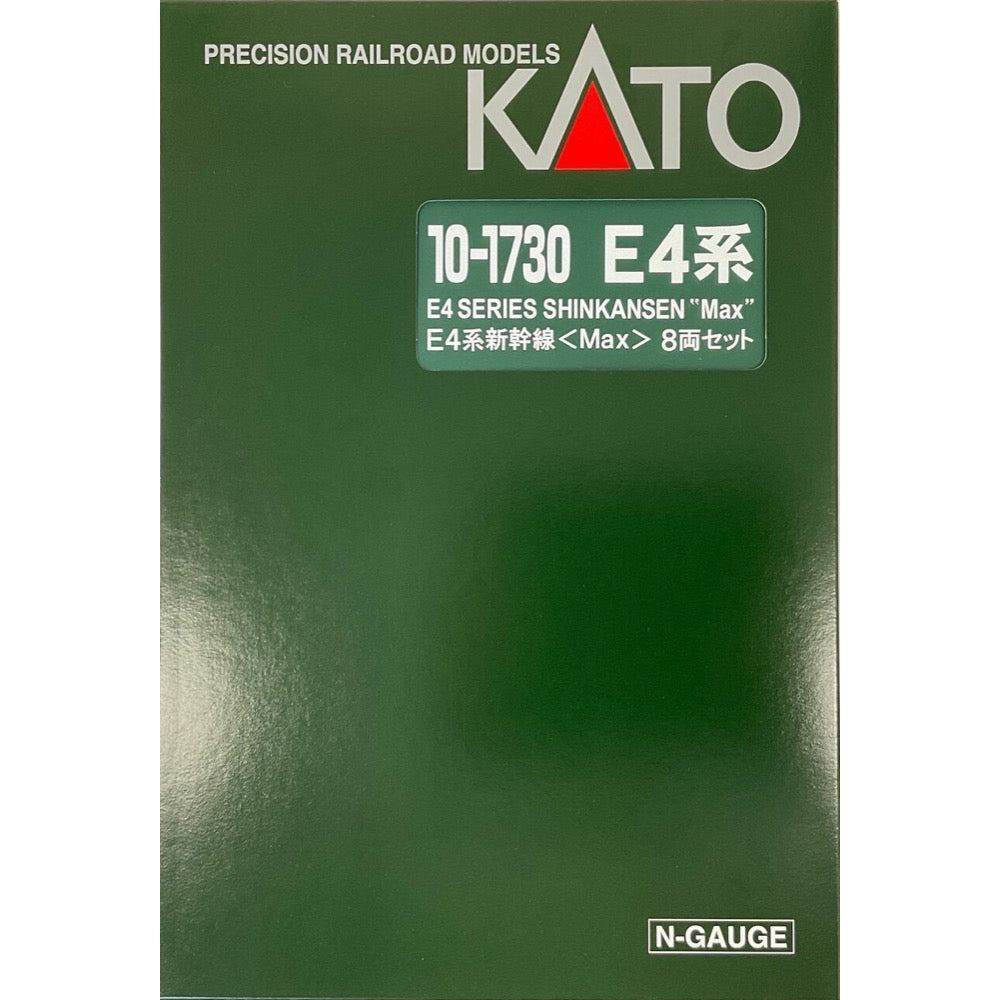 PRECISION RAILROAD MODELS
KATO
10-1730 E4系
E4 SERIES SHINKANSEN “Max”
E4系新幹線<Max> 8両セット
N-GAUGE